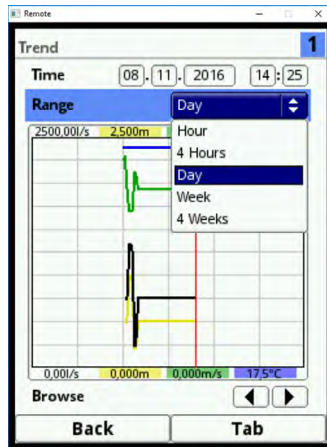 Remote
Trend 1
Time 08 . 11 . 2016 14 : 25
Range Day
2500,00l/s 2,500m
Hour
4 Hours
Day
Week
4 Weeks
0,00l/s 0,000m 0,000m/s 17,5°C
Browse
Back Tab